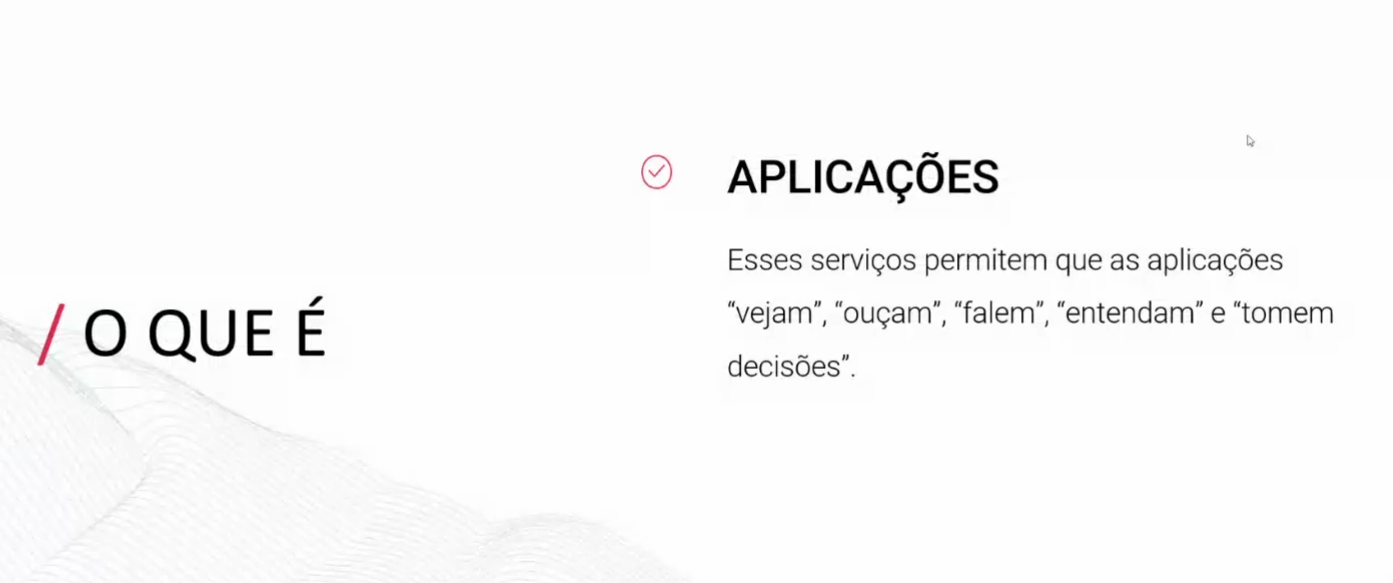 / O QUE É
APLICAÇÕES
Esses serviços permitem que as aplicações
“vejam”, “ouçam”, “falem”, “entendam” e “tomem
decisões”.